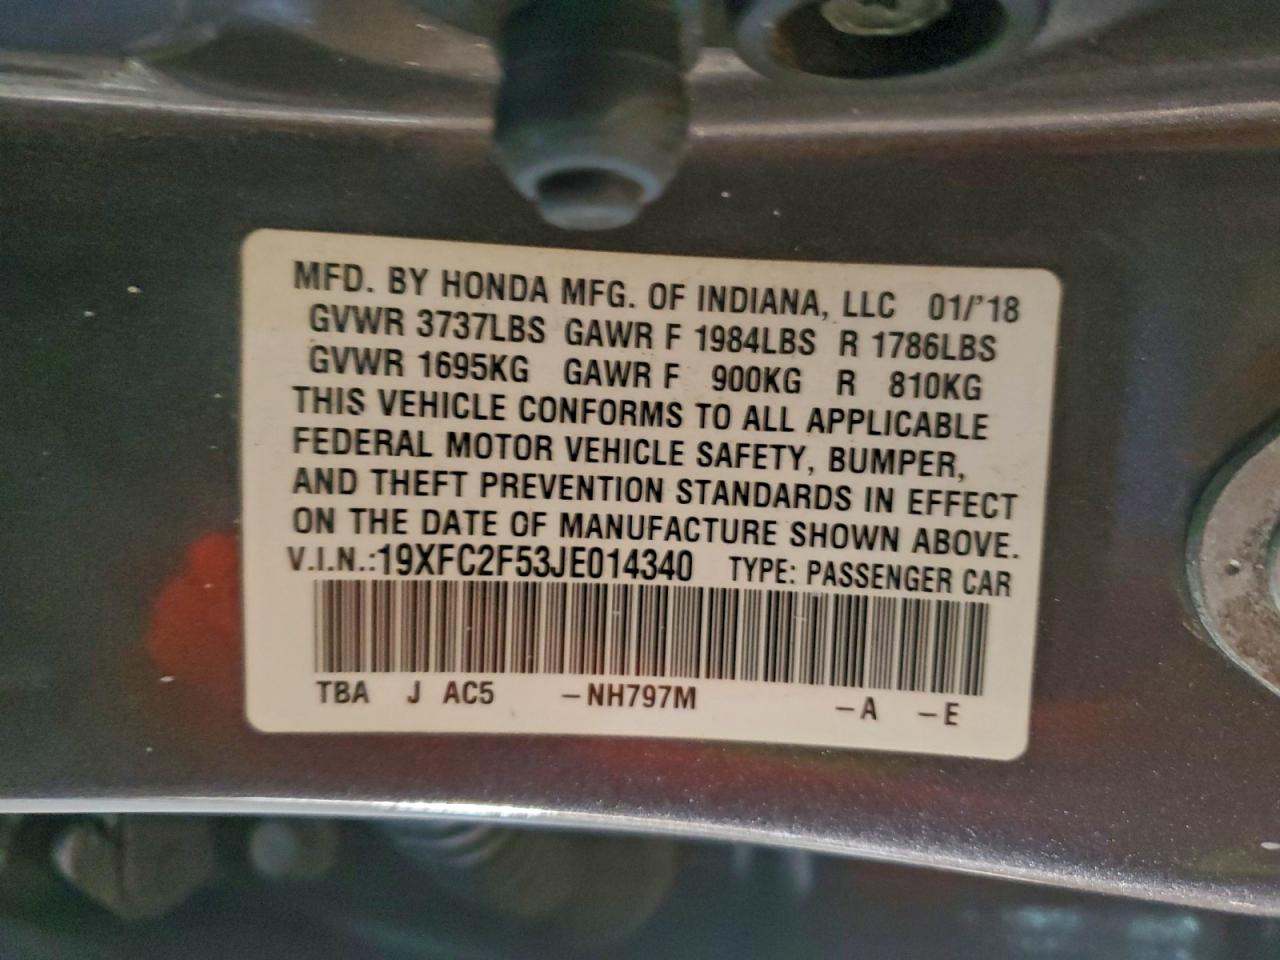 MFD. BY HONDA MFG. OF INDIANA, LLC 01/'18
GVWR 3737LBS GAWR F 1984LBS R 1786LBS
GVWR 1695KG GAWR F 900KG R 810KG
THIS VEHICLE CONFORMS TO ALL APPLICABLE
FEDERAL MOTOR VEHICLE SAFETY, BUMPER,
AND THEFT PREVENTION STANDARDS IN EFFECT
ON THE DATE OF MANUFACTURE SHOWN ABOVE.
V.I.N.:19XFC2F53JE014340 TYPE: PASSENGER CAR
TBA J AC5 –NH797M –A –E